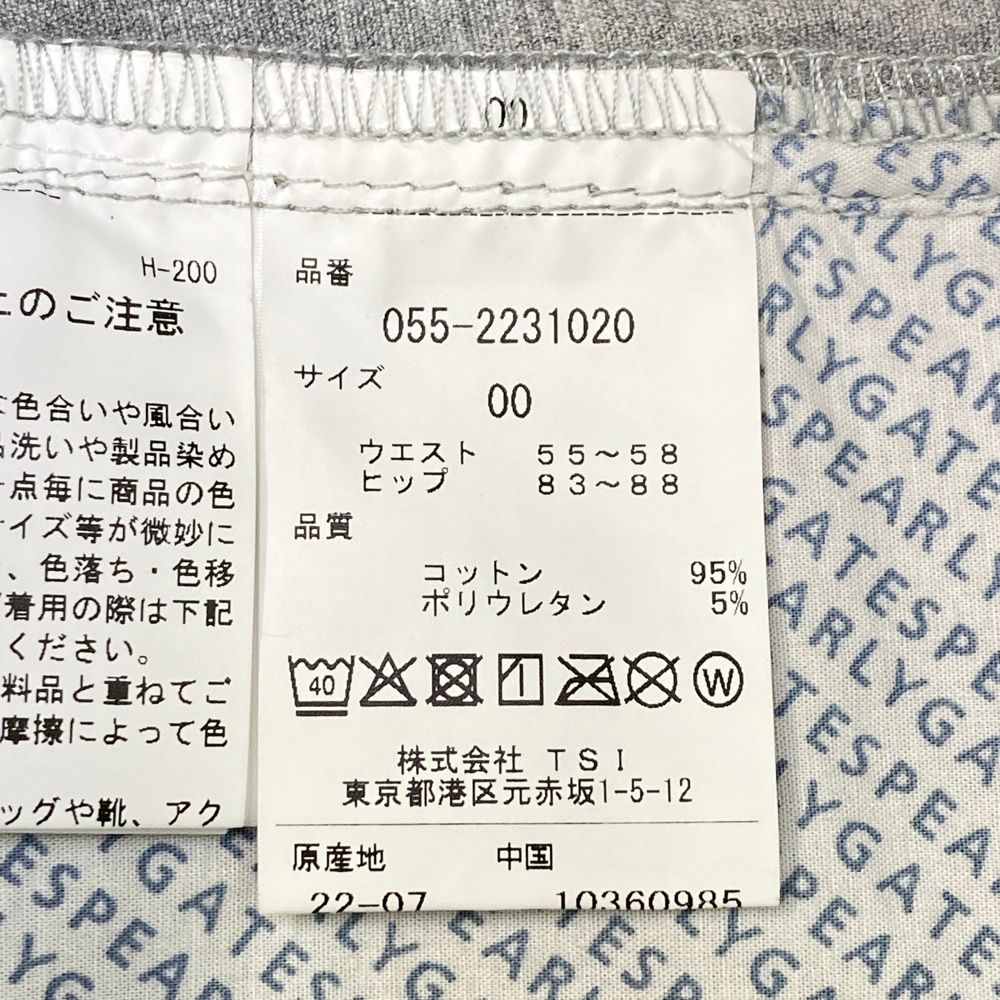 H-200
のご注意
色合いや風合い
洗いや製品染め
点毎に商品の色
イズ等が微妙に
、色落ち・色移
着用の際は下記
ください。
料品と重ねてご
摩擦によって色
ッグや靴、アク
00
品番
055-2231020
サイズ
00
ウエスト 55～58
ヒップ 83～88
品質
コットン 95%
ポリウレタン 5%
40
W
株式会社 TSI
東京都港区元赤坂1-5-12
原産地 中国
22-07 10360985
PEARLY GATES